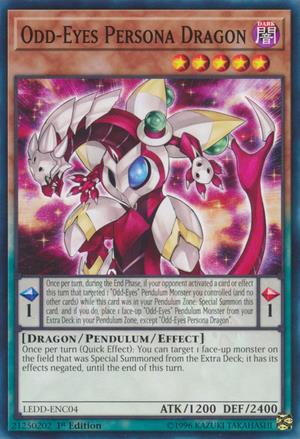 ODD-EYES PERSONA DRAGON
DARK
闇
Once per turn, during the End Phase, if your opponent activated a card or effect
this turn that targeted 1 "Odd-Eyes" Pendulum Monster you controlled (and no
other cards) while this card was in your Pendulum Zone: Special Summon this
card, and if you do, place 1 face-up "Odd-Eyes" Pendulum Monster from your
Extra Deck in your Pendulum Zone, except "Odd-Eyes Persona Dragon".
1
1
[DRAGON/PENDULUM/EFFECT]
Once per turn (Quick Effect): You can target 1 face-up monster
on the field that was Special Summoned from the Extra Deck; it has
its effects negated, until the end of this turn.
LEDD-ENC04
ATK/1200 DEF/2400
21250202
1st Edition
©1996 KAZUKI TAKAHASHI